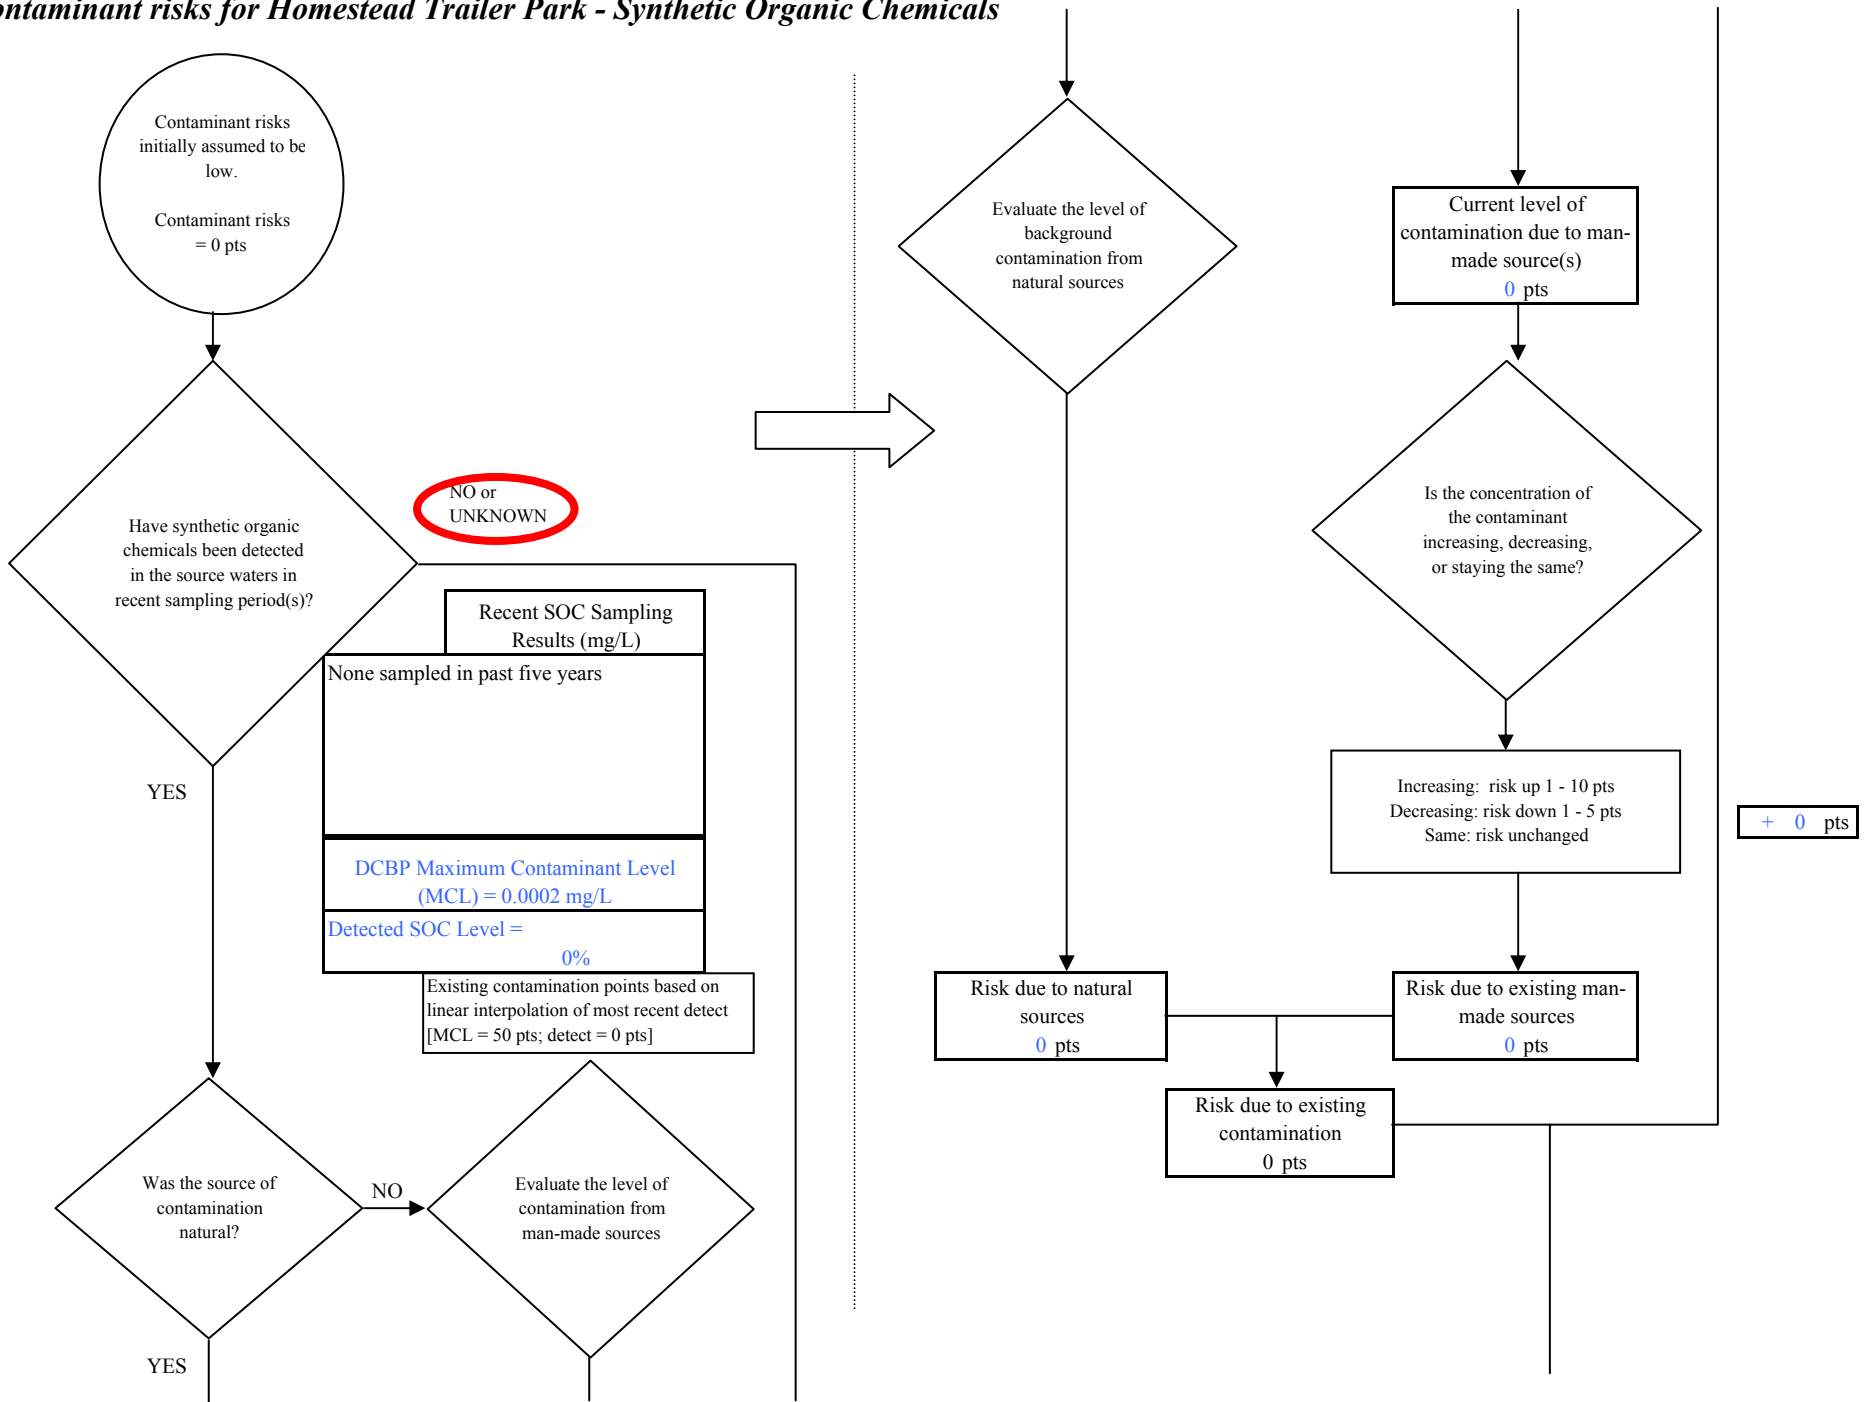 ontaminant risks for Homestead Trailer Park - Synthetic Organic Chemicals
Contaminant risks
initially assumed to be
low.
Contaminant risks
= 0 pts
Have synthetic organic
chemicals been detected
in the source waters in
recent sampling period(s)?
NO or
UNKNOWN
Recent SOC Sampling
Results (mg/L)
None sampled in past five years
YES
DCBP Maximum Contaminant Level
(MCL) = 0.0002 mg/L
Detected SOC Level =
0%
Existing contamination points based on
linear interpolation of most recent detect
[MCL = 50 pts; detect = 0 pts]
Was the source of
contamination
natural?
NO
Evaluate the level of
contamination from
man-made sources
YES
Evaluate the level of
background
contamination from
natural sources
Current level of
contamination due to man-
made source(s)
0 pts
Is the concentration of
the contaminant
increasing, decreasing,
or staying the same?
Increasing: risk up 1 - 10 pts
Decreasing: risk down 1 - 5 pts
Same: risk unchanged
+ 0 pts
Risk due to natural
sources
0 pts
Risk due to existing man-
made sources
0 pts
Risk due to existing
contamination
0 pts